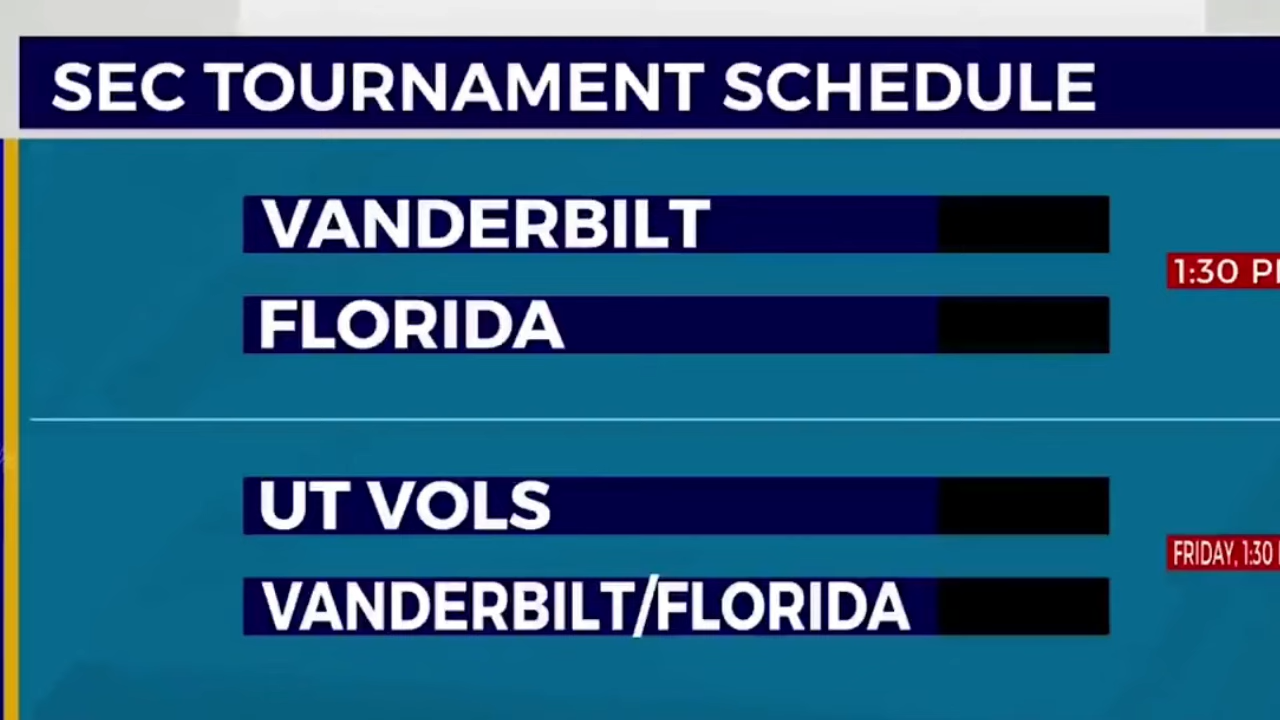 SEC TOURNAMENT SCHEDULE
VANDERBILT
1:30 P
FLORIDA
UT VOLS
FRIDAY, 1:30
VANDERBILT/FLORIDA